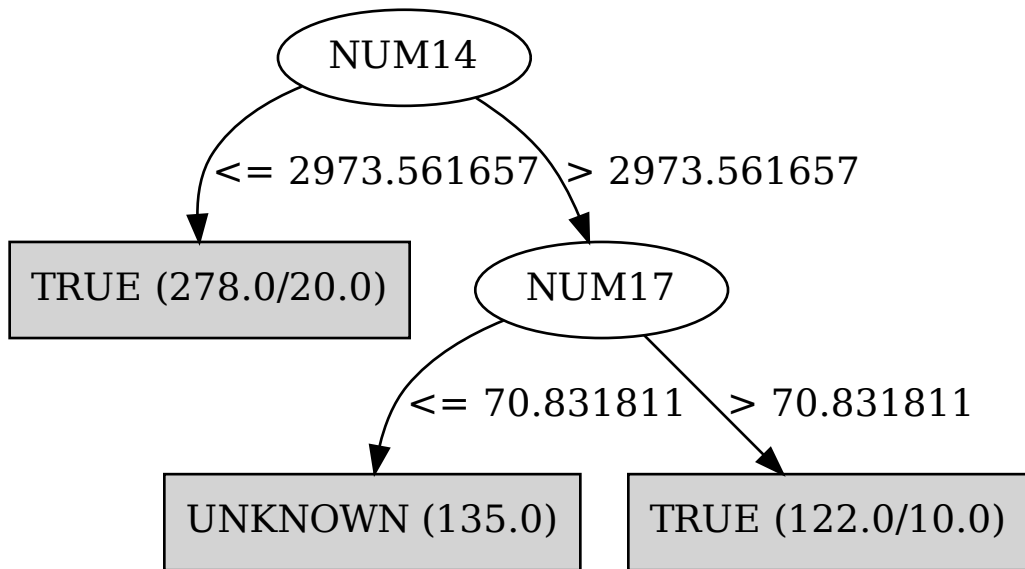 NUM14
<= 2973.561657
> 2973.561657
TRUE (278.0/20.0)
NUM17
<= 70.831811
> 70.831811
UNKNOWN (135.0)
TRUE (122.0/10.0)